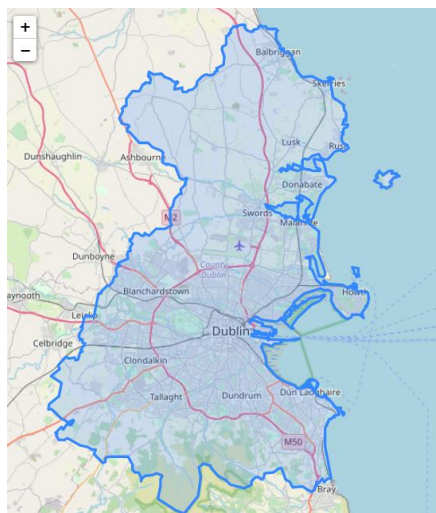 +
−
Balbriggan
Skerries
Lusk
Rus
Dunshaughlin
Ashbourne
Donabate
Swords
M2
Malahide
Dunboyne
County
Dublin
Blanchardstown
Howth
aynooth
Leixlip
Dublin
Celbridge
Clondalkin
Dún Laoghaire
Tallaght
Dundrum
M50
Bray